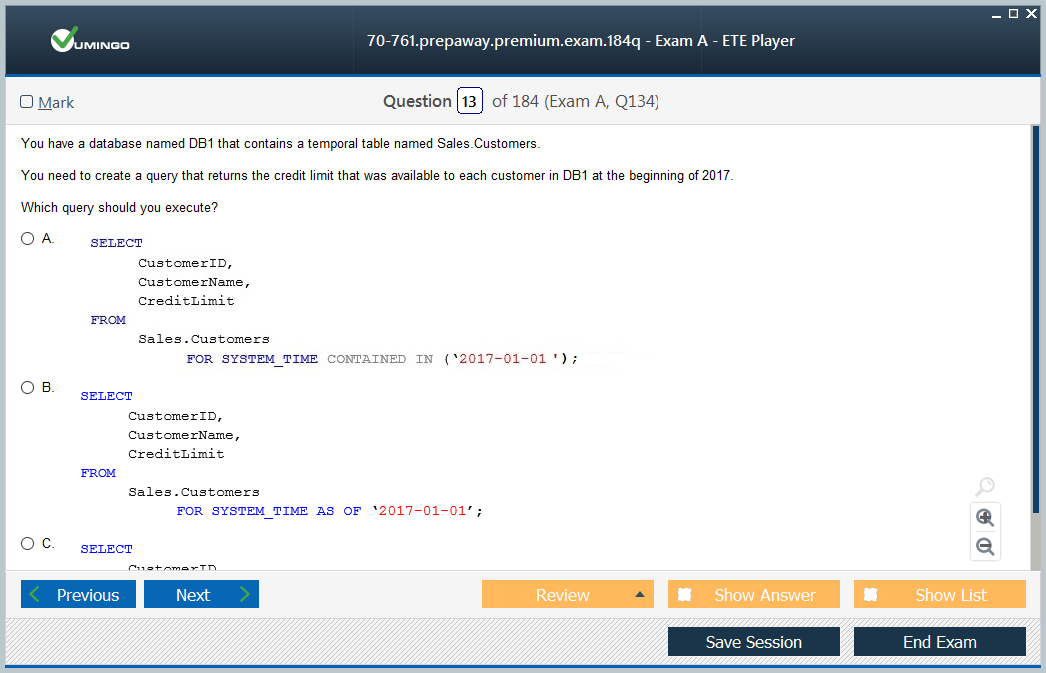 VUMINGO
70-761.prepaway.premium.exam.184q - Exam A - ETE Player
Mark
Question 13 of 184 (Exam A, Q134)
You have a database named DB1 that contains a temporal table named Sales.Customers.
You need to create a query that returns the credit limit that was available to each customer in DB1 at the beginning of 2017.
Which query should you execute?
A.
SELECT
CustomerID,
CustomerName,
CreditLimit
FROM
Sales.Customers
FOR SYSTEM_TIME CONTAINED IN (‘2017-01-01 ');
B.
SELECT
CustomerID,
CustomerName,
CreditLimit
FROM
Sales.Customers
FOR SYSTEM_TIME AS OF ‘2017-01-01’;
C.
SELECT
CustomerID
Previous
Next
Review
Show Answer
Show List
Save Session
End Exam